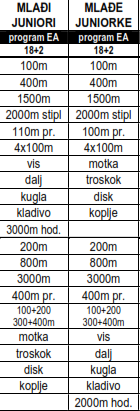 MLAĐI MLAĐE
JUNIORI JUNIORKE
program EA program EA
18+2 18+2
100m 100m
400m 400m
1500m 1500m
2000m stipl 2000m stipl
110m pr. 100m pr.
4x100m 4x100m
vis motka
dalj troskok
kugla disk
kladivo koplje
3000m hod.
200m 200m
800m 800m
3000m 3000m
400m pr. 400m pr.
100+200 100+200
300+400m 300+400m
motka vis
troskok dalj
disk kugla
koplje kladivo
2000m hod.